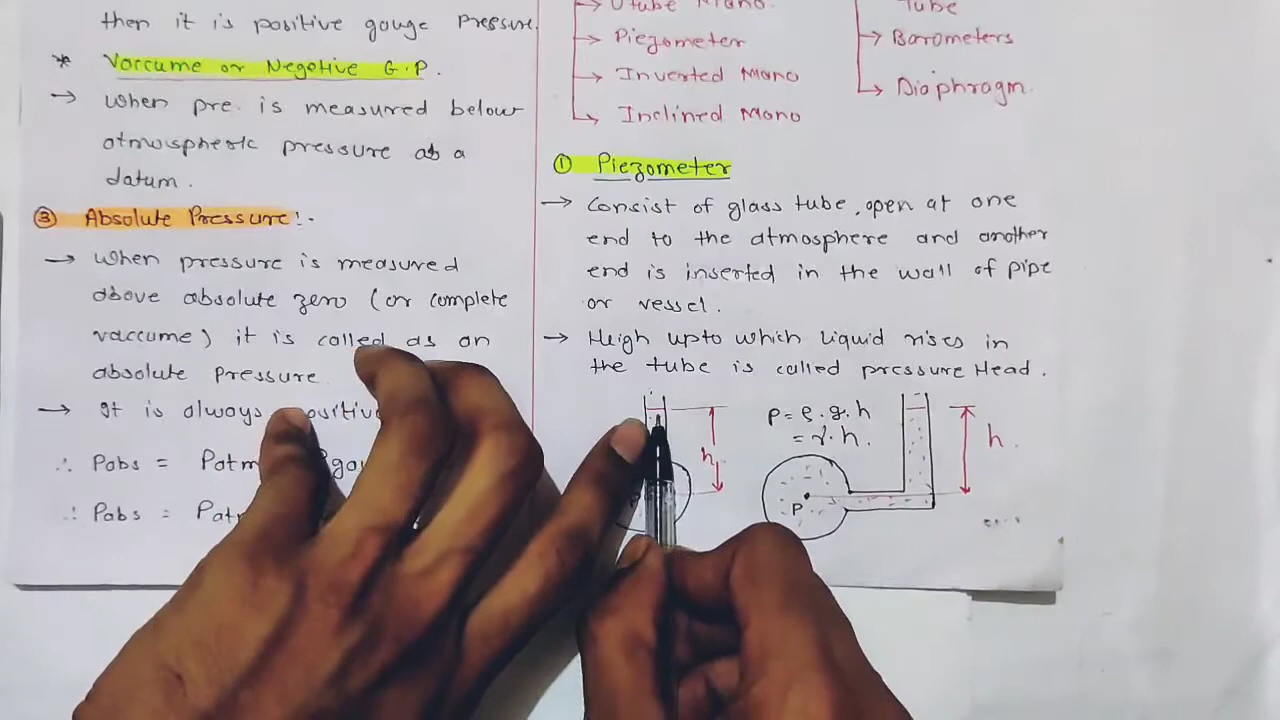 then it is positive gouge pressure.
* Vaccume or Negative G.P.
→ When pre. is measured below
atmospheric pressure as a
datum.
③ Absolute Pressure:-
→ When pressure is measured
above absolute zero (or complete
vaccume) it is called as an
absolute pressure.
→ It is always positive
∴ Pabs = Patm
∴ Pabs =
→ Utube Mano.
→ Piezometer
→ Inverted Mano
→ Inclined Mano
Tube
→ Barometers
→ Diaphragm.
① Piezometer
→ Consist of glass tube, open at one
end to the atmosphere and another
end is inserted in the wall of pipe
or vessel.
→ Heigh upto which liquid rises in
the tube is called pressure Head.
h
P = ρ.g.h
= γ.h.
P
h.